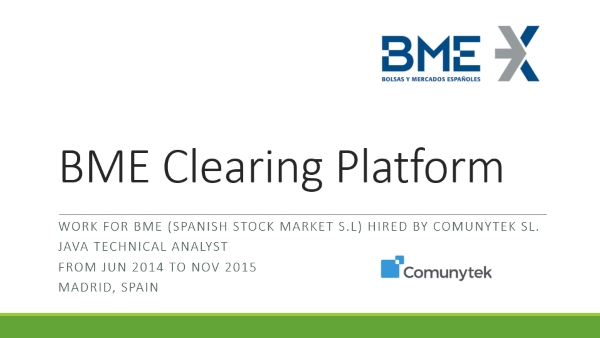 BME X
BOLSAS Y MERCADOS ESPAÑOLES
BME Clearing Platform
WORK FOR BME (SPANISH STOCK MARKET S.L) HIRED BY COMUNYTEK SL.
JAVA TECHNICAL ANALYST
FROM JUN 2014 TO NOV 2015
MADRID, SPAIN
Comunytek